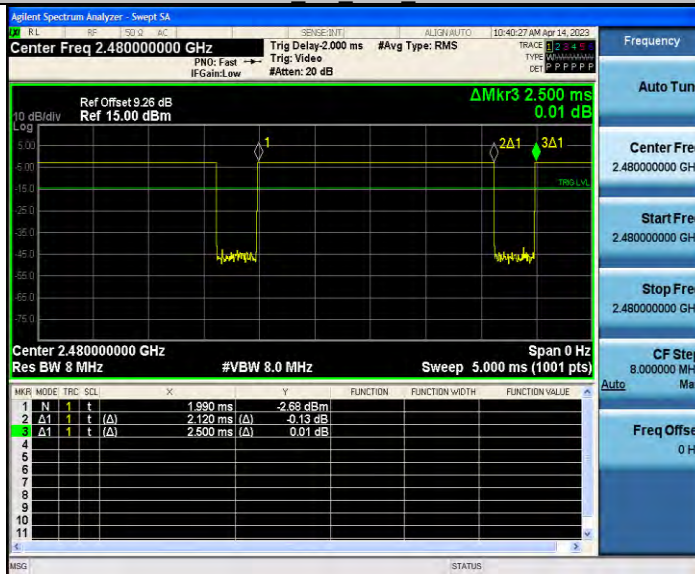 Agilent Spectrum Analyzer - Swept SA
RL RF 50 Ω AC SENSE:INT ALIGN AUTO 10:40:27 AM Apr 14, 2023
Center Freq 2.480000000 GHz
PNO: Fast
IFGain:Low
Trig Delay-2.000 ms
Trig: Video
#Atten: 20 dB
#Avg Type: RMS
TRACE 1 2 3 4 5 6
TYPE
DET P P P P P
Ref Offset 9.26 dB
Ref 15.00 dBm
ΔMkr3 2.500 ms
0.01 dB
10 dB/div
Log
5.00
-5.00
-15.0
-25.0
-35.0
-45.0
-55.0
-65.0
-75.0
1
2Δ1
3Δ1
TRIG LVL
Center 2.480000000 GHz
Span 0 Hz
Res BW 8 MHz
#VBW 8.0 MHz
Sweep 5.000 ms (1001 pts)
MKR MODE TRC SCL X Y FUNCTION FUNCTION WIDTH FUNCTION VALUE
1 N 1 t 1.990 ms -2.68 dBm
2 Δ1 1 t (Δ) 2.120 ms (Δ) -0.13 dB
3 Δ1 1 t (Δ) 2.500 ms (Δ) 0.01 dB
4
5
6
7
8
9
10
11
MSG
STATUS
Frequency
Auto Tun
Center Fre
2.480000000 GH
Start Fre
2.480000000 GH
Stop Fre
2.480000000 GH
CF Step
8.000000 MH
Auto Ma
Freq Offse
0 H